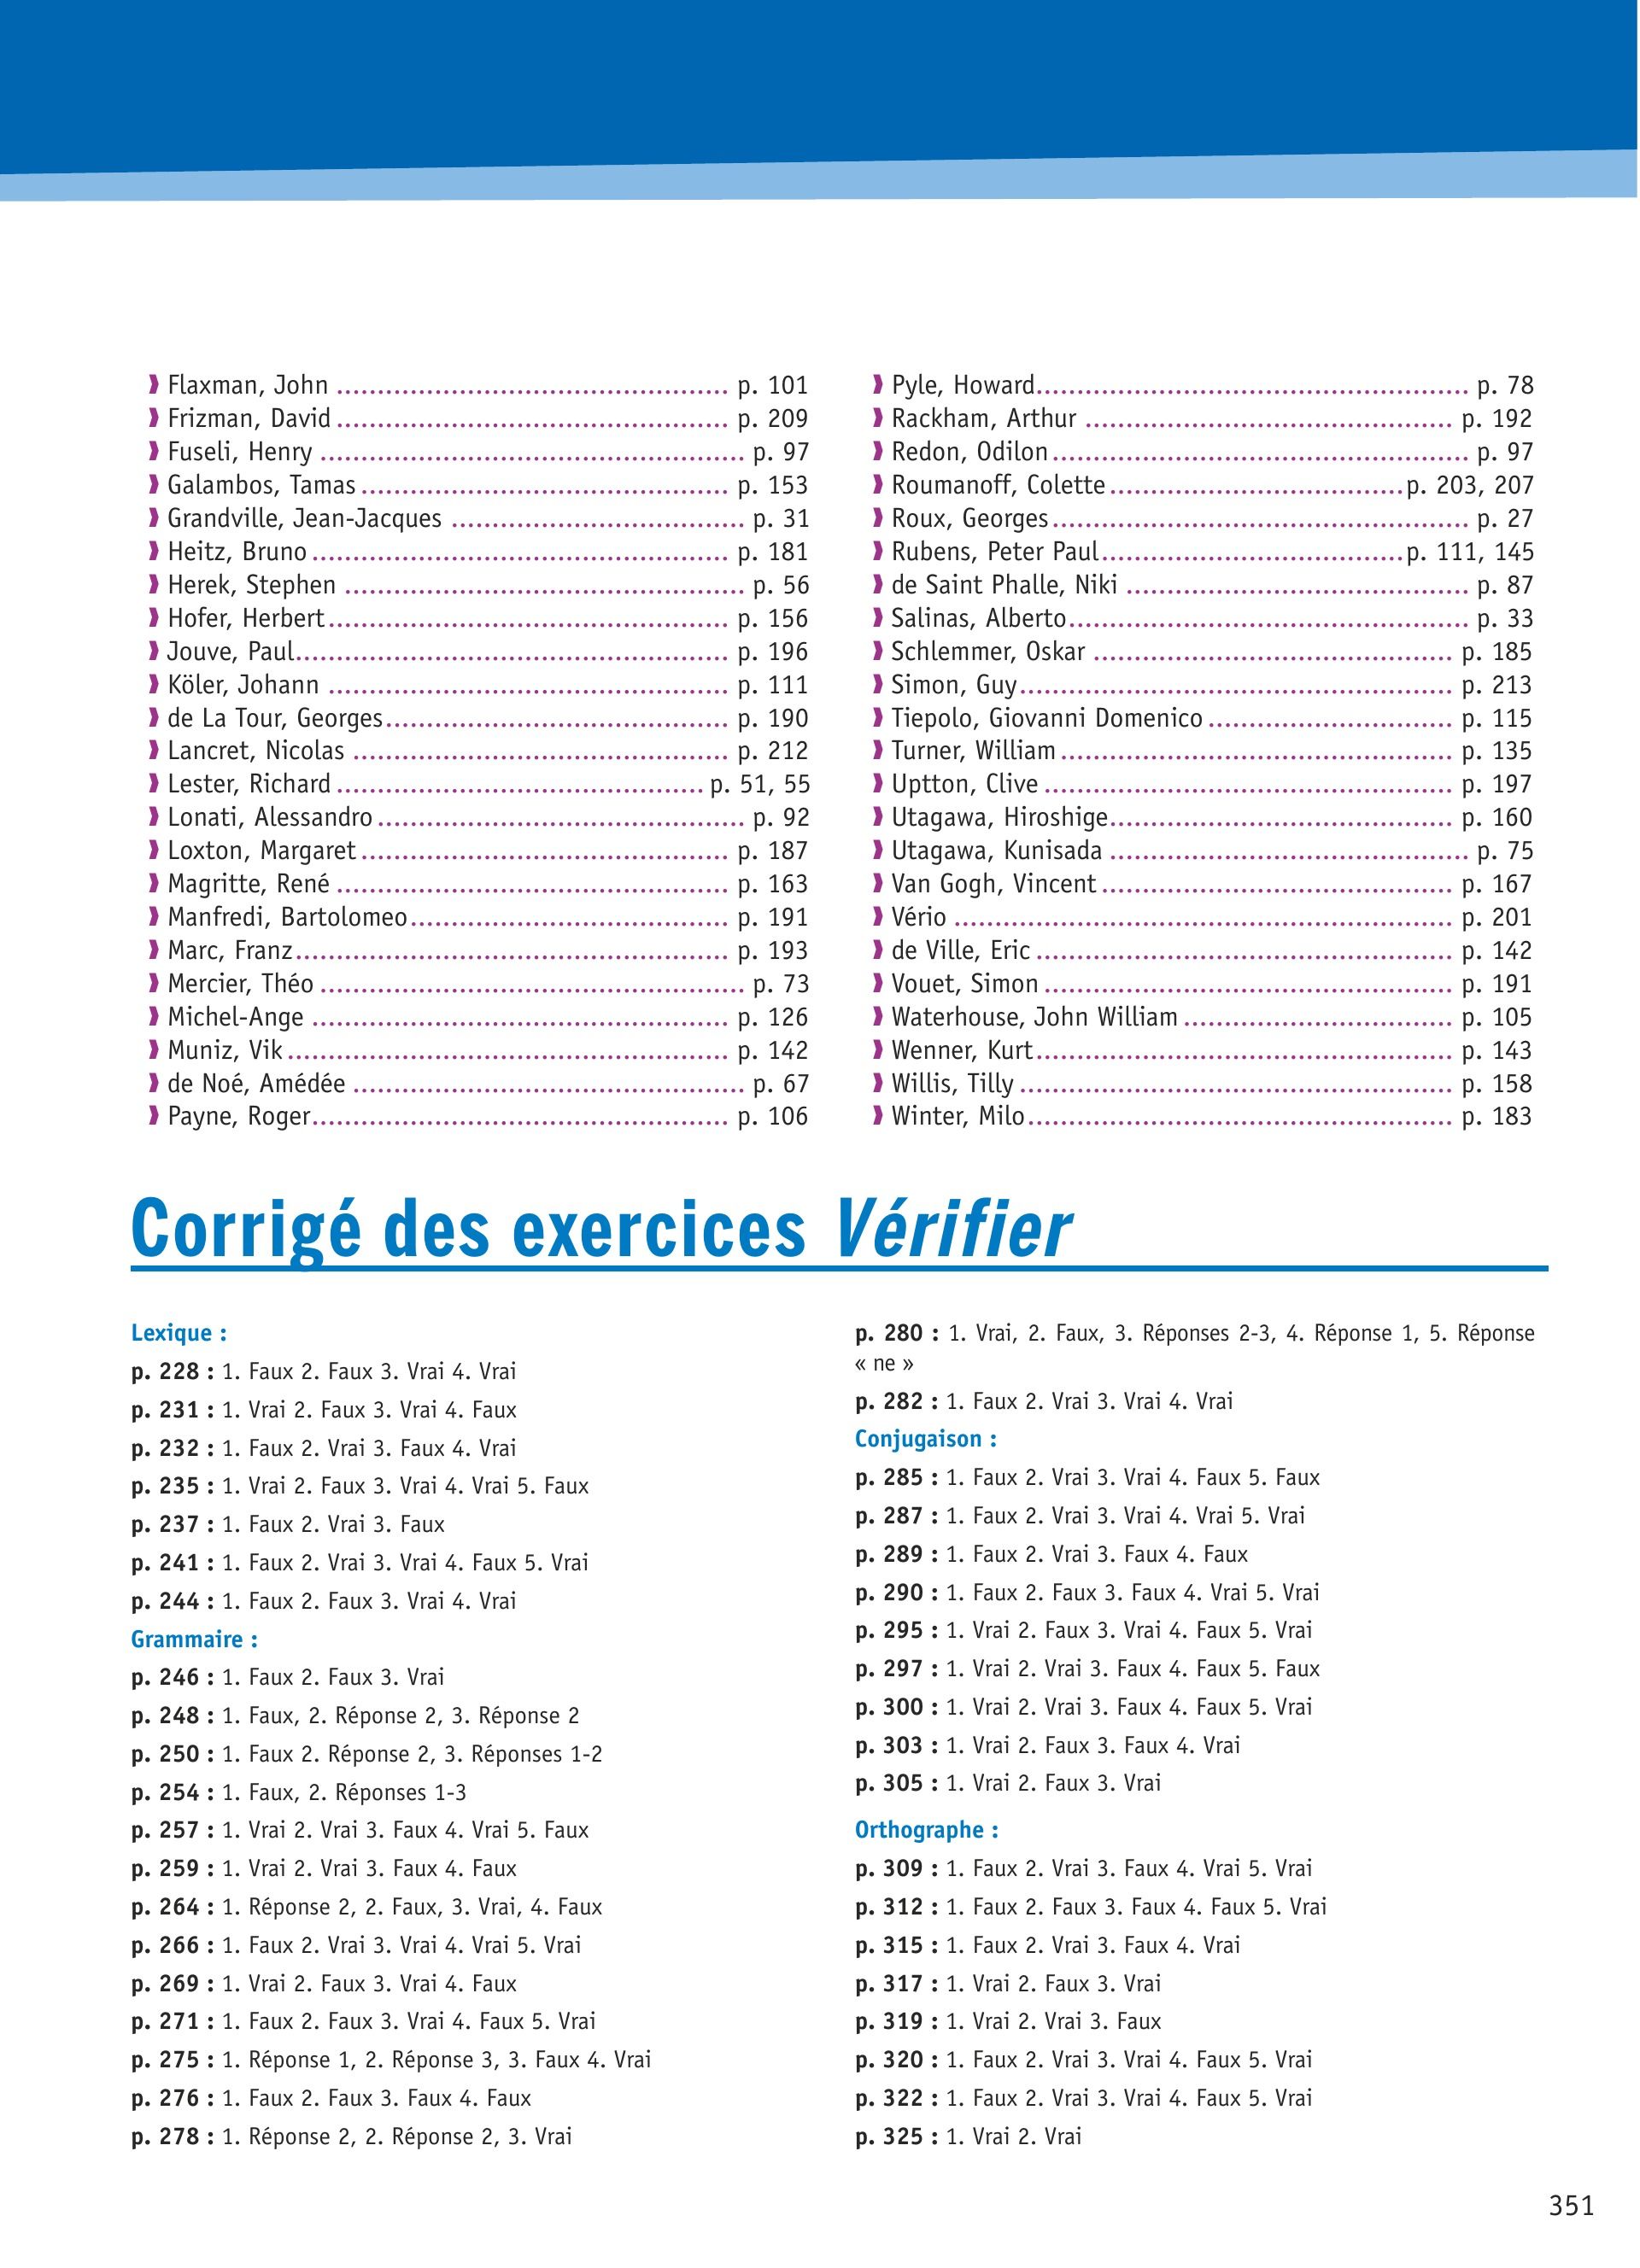 ❱ Flaxman, John ................................................ p. 101
❱ Frizman, David ................................................ p. 209
❱ Fuseli, Henry .................................................... p. 97
❱ Galambos, Tamas ............................................. p. 153
❱ Grandville, Jean-Jacques .................................... p. 31
❱ Heitz, Bruno ................................................... p. 181
❱ Herek, Stephen ................................................. p. 56
❱ Hofer, Herbert ................................................. p. 156
❱ Jouve, Paul ..................................................... p. 196
❱ Köler, Johann ................................................. p. 111
❱ de La Tour, Georges .......................................... p. 190
❱ Lancret, Nicolas .............................................. p. 212
❱ Lester, Richard ............................................. p. 51, 55
❱ Lonati, Alessandro ............................................. p. 92
❱ Loxton, Margaret ............................................. p. 187
❱ Magritte, René ................................................ p. 163
❱ Manfredi, Bartolomeo ....................................... p. 191
❱ Marc, Franz ..................................................... p. 193
❱ Mercier, Théo .................................................... p. 73
❱ Michel-Ange ................................................... p. 126
❱ Muniz, Vik ...................................................... p. 142
❱ de Noé, Amédée ................................................ p. 67
❱ Payne, Roger ................................................... p. 106
❱ Pyle, Howard ..................................................... p. 78
❱ Rackham, Arthur ............................................. p. 192
❱ Redon, Odilon ................................................... p. 97
❱ Roumanoff, Colette .................................... p. 203, 207
❱ Roux, Georges ................................................... p. 27
❱ Rubens, Peter Paul ..................................... p. 111, 145
❱ de Saint Phalle, Niki .......................................... p. 87
❱ Salinas, Alberto ................................................. p. 33
❱ Schlemmer, Oskar ............................................ p. 185
❱ Simon, Guy ..................................................... p. 213
❱ Tiepolo, Giovanni Domenico .............................. p. 115
❱ Turner, William ................................................ p. 135
❱ Uptton, Clive .................................................. p. 197
❱ Utagawa, Hiroshige .......................................... p. 160
❱ Utagawa, Kunisada ............................................ p. 75
❱ Van Gogh, Vincent ........................................... p. 167
❱ Vério ............................................................. p. 201
❱ de Ville, Eric ................................................... p. 142
❱ Vouet, Simon .................................................. p. 191
❱ Waterhouse, John William ................................. p. 105
❱ Wenner, Kurt ................................................... p. 143
❱ Willis, Tilly ..................................................... p. 158
❱ Winter, Milo .................................................... p. 183
Corrigé des exercices Vérifier
Lexique :
p. 228 : 1. Faux 2. Faux 3. Vrai 4. Vrai
p. 231 : 1. Vrai 2. Faux 3. Vrai 4. Faux
p. 232 : 1. Faux 2. Vrai 3. Faux 4. Vrai
p. 235 : 1. Vrai 2. Faux 3. Vrai 4. Vrai 5. Faux
p. 237 : 1. Faux 2. Vrai 3. Faux
p. 241 : 1. Faux 2. Vrai 3. Vrai 4. Faux 5. Vrai
p. 244 : 1. Faux 2. Faux 3. Vrai 4. Vrai
Grammaire :
p. 246 : 1. Faux 2. Faux 3. Vrai
p. 248 : 1. Faux, 2. Réponse 2, 3. Réponse 2
p. 250 : 1. Faux 2. Réponse 2, 3. Réponses 1-2
p. 254 : 1. Faux, 2. Réponses 1-3
p. 257 : 1. Vrai 2. Vrai 3. Faux 4. Vrai 5. Faux
p. 259 : 1. Vrai 2. Vrai 3. Faux 4. Faux
p. 264 : 1. Réponse 2, 2. Faux, 3. Vrai, 4. Faux
p. 266 : 1. Faux 2. Vrai 3. Vrai 4. Vrai 5. Vrai
p. 269 : 1. Vrai 2. Faux 3. Vrai 4. Faux
p. 271 : 1. Faux 2. Faux 3. Vrai 4. Faux 5. Vrai
p. 275 : 1. Réponse 1, 2. Réponse 3, 3. Faux 4. Vrai
p. 276 : 1. Faux 2. Faux 3. Faux 4. Faux
p. 278 : 1. Réponse 2, 2. Réponse 2, 3. Vrai
p. 280 : 1. Vrai, 2. Faux, 3. Réponses 2-3, 4. Réponse 1, 5. Réponse
« ne »
p. 282 : 1. Faux 2. Vrai 3. Vrai 4. Vrai
Conjugaison :
p. 285 : 1. Faux 2. Vrai 3. Vrai 4. Faux 5. Faux
p. 287 : 1. Faux 2. Vrai 3. Vrai 4. Vrai 5. Vrai
p. 289 : 1. Faux 2. Vrai 3. Faux 4. Faux
p. 290 : 1. Faux 2. Faux 3. Faux 4. Vrai 5. Vrai
p. 295 : 1. Vrai 2. Faux 3. Vrai 4. Faux 5. Vrai
p. 297 : 1. Vrai 2. Vrai 3. Faux 4. Faux 5. Faux
p. 300 : 1. Vrai 2. Vrai 3. Faux 4. Faux 5. Vrai
p. 303 : 1. Vrai 2. Faux 3. Faux 4. Vrai
p. 305 : 1. Vrai 2. Faux 3. Vrai
Orthographe :
p. 309 : 1. Faux 2. Vrai 3. Faux 4. Vrai 5. Vrai
p. 312 : 1. Faux 2. Faux 3. Faux 4. Faux 5. Vrai
p. 315 : 1. Faux 2. Vrai 3. Faux 4. Vrai
p. 317 : 1. Vrai 2. Faux 3. Vrai
p. 319 : 1. Vrai 2. Vrai 3. Faux
p. 320 : 1. Faux 2. Vrai 3. Vrai 4. Faux 5. Vrai
p. 322 : 1. Faux 2. Vrai 3. Vrai 4. Faux 5. Vrai
p. 325 : 1. Vrai 2. Vrai
351